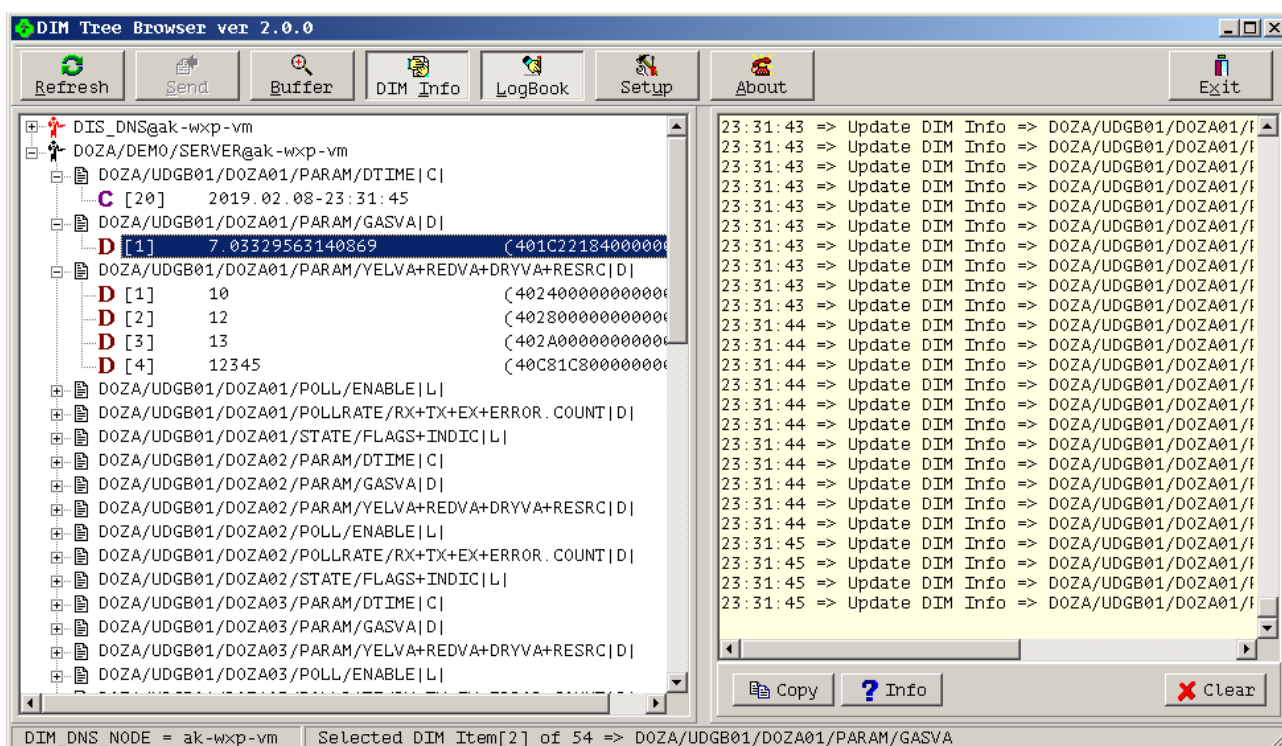 DIM Tree Browser ver 2.0.0
Refresh Send Buffer DIM Info LogBook Setup About Exit
DIS_DNS@ak-wxp-vm
DOZA/DEMO/SERVER@ak-wxp-vm
DOZA/UDGB01/DOZA01/PARAM/DTIME|C|
C [20] 2019.02.08-23:31:45
DOZA/UDGB01/DOZA01/PARAM/GASVA|D|
D [1] 7.03329563140869 (401C2218400000
DOZA/UDGB01/DOZA01/PARAM/YELVA+REDVA+DRYVA+RESRC|D|
D [1] 10 (4024000000000
D [2] 12 (4028000000000
D [3] 13 (402A000000000
D [4] 12345 (40C81C8000000
DOZA/UDGB01/DOZA01/POLL/ENABLE|L|
DOZA/UDGB01/DOZA01/POLLRATE/RX+TX+EX+ERROR.COUNT|D|
DOZA/UDGB01/DOZA01/STATE/FLAGS+INDIC|L|
DOZA/UDGB01/DOZA02/PARAM/DTIME|C|
DOZA/UDGB01/DOZA02/PARAM/GASVA|D|
DOZA/UDGB01/DOZA02/PARAM/YELVA+REDVA+DRYVA+RESRC|D|
DOZA/UDGB01/DOZA02/POLL/ENABLE|L|
DOZA/UDGB01/DOZA02/POLLRATE/RX+TX+EX+ERROR.COUNT|D|
DOZA/UDGB01/DOZA02/STATE/FLAGS+INDIC|L|
DOZA/UDGB01/DOZA03/PARAM/DTIME|C|
DOZA/UDGB01/DOZA03/PARAM/GASVA|D|
DOZA/UDGB01/DOZA03/PARAM/YELVA+REDVA+DRYVA+RESRC|D|
DOZA/UDGB01/DOZA03/POLL/ENABLE|L|
23:31:43 => Update DIM Info => DOZA/UDGB01/DOZA01/
23:31:43 => Update DIM Info => DOZA/UDGB01/DOZA01/
23:31:43 => Update DIM Info => DOZA/UDGB01/DOZA01/
23:31:43 => Update DIM Info => DOZA/UDGB01/DOZA01/
23:31:43 => Update DIM Info => DOZA/UDGB01/DOZA01/
23:31:43 => Update DIM Info => DOZA/UDGB01/DOZA01/
23:31:43 => Update DIM Info => DOZA/UDGB01/DOZA01/
23:31:43 => Update DIM Info => DOZA/UDGB01/DOZA01/
23:31:43 => Update DIM Info => DOZA/UDGB01/DOZA01/
23:31:43 => Update DIM Info => DOZA/UDGB01/DOZA01/
23:31:44 => Update DIM Info => DOZA/UDGB01/DOZA01/
23:31:44 => Update DIM Info => DOZA/UDGB01/DOZA01/
23:31:44 => Update DIM Info => DOZA/UDGB01/DOZA01/
23:31:44 => Update DIM Info => DOZA/UDGB01/DOZA01/
23:31:44 => Update DIM Info => DOZA/UDGB01/DOZA01/
23:31:44 => Update DIM Info => DOZA/UDGB01/DOZA01/
23:31:44 => Update DIM Info => DOZA/UDGB01/DOZA01/
23:31:44 => Update DIM Info => DOZA/UDGB01/DOZA01/
23:31:44 => Update DIM Info => DOZA/UDGB01/DOZA01/
23:31:44 => Update DIM Info => DOZA/UDGB01/DOZA01/
23:31:44 => Update DIM Info => DOZA/UDGB01/DOZA01/
23:31:45 => Update DIM Info => DOZA/UDGB01/DOZA01/
23:31:45 => Update DIM Info => DOZA/UDGB01/DOZA01/
23:31:45 => Update DIM Info => DOZA/UDGB01/DOZA01/
23:31:45 => Update DIM Info => DOZA/UDGB01/DOZA01/
Copy Info Clear
DIM DNS NODE = ak-wxp-vm Selected DIM Item[2] of 54 => DOZA/UDGB01/DOZA01/PARAM/GASVA